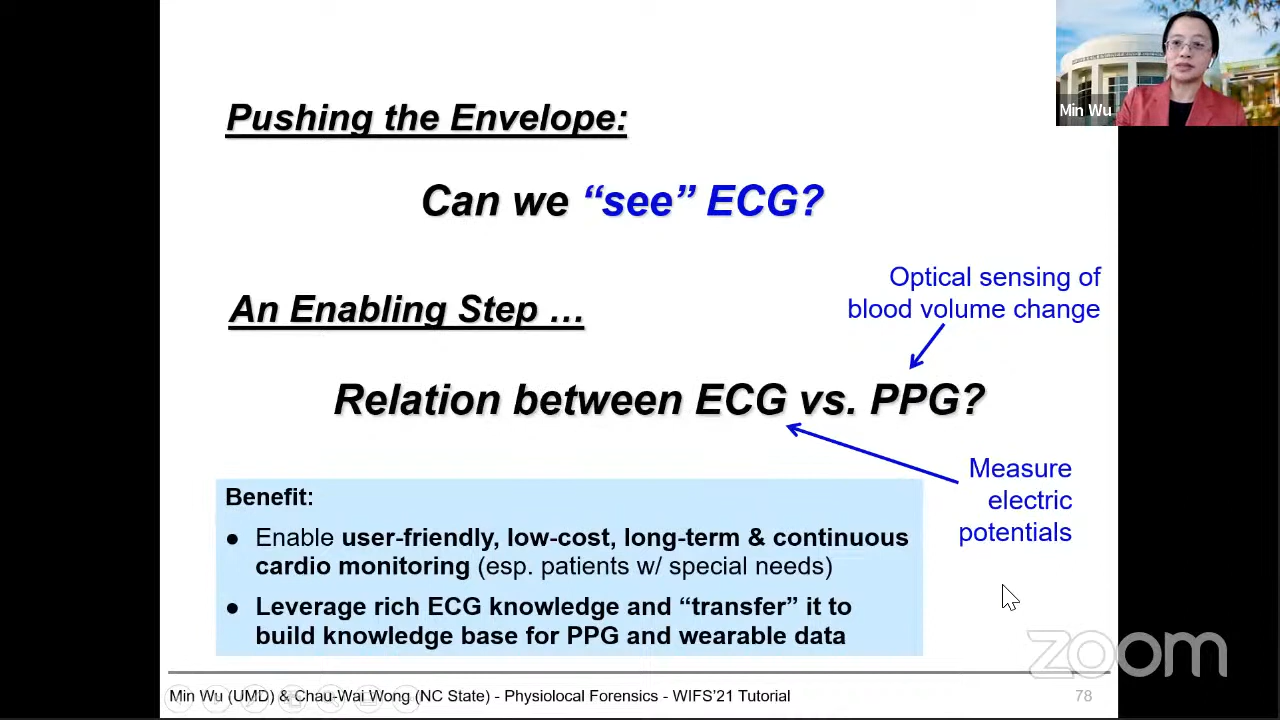 Pushing the Envelope:
Can we “see” ECG?
Optical sensing of
blood volume change
An Enabling Step …
Relation between ECG vs. PPG?
Measure
electric
potentials
Benefit:
● Enable user-friendly, low-cost, long-term & continuous
cardio monitoring (esp. patients w/ special needs)
● Leverage rich ECG knowledge and “transfer” it to
build knowledge base for PPG and wearable data
Min Wu (UMD) & Chau-Wai Wong (NC State) - Physiolocal Forensics - WIFS'21 Tutorial
78
Min Wu
zoom